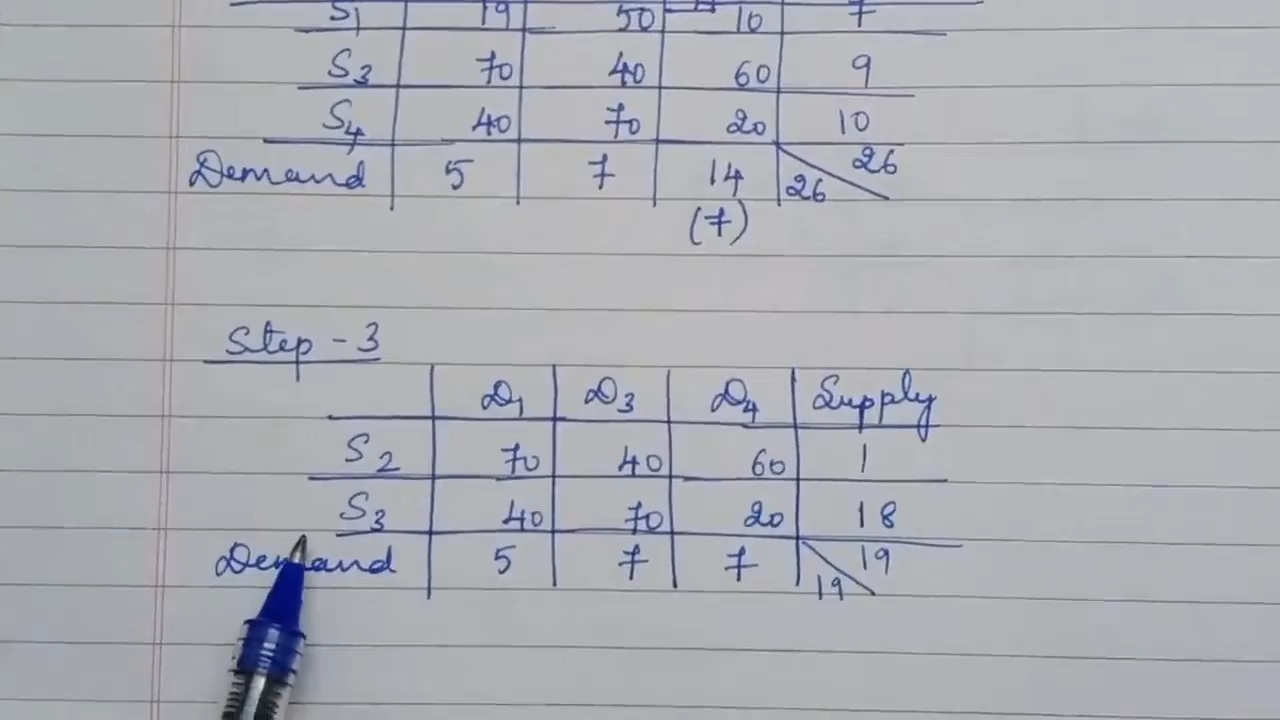 S1 19 50 10 7
S3 70 40 60 9
S4 40 70 20 10
Demand 5 7 14 26 26
(7)
Step - 3
D1 D3 D4 Supply
S2 70 40 60 1
S3 40 70 20 18
Demand 5 7 7 19 19